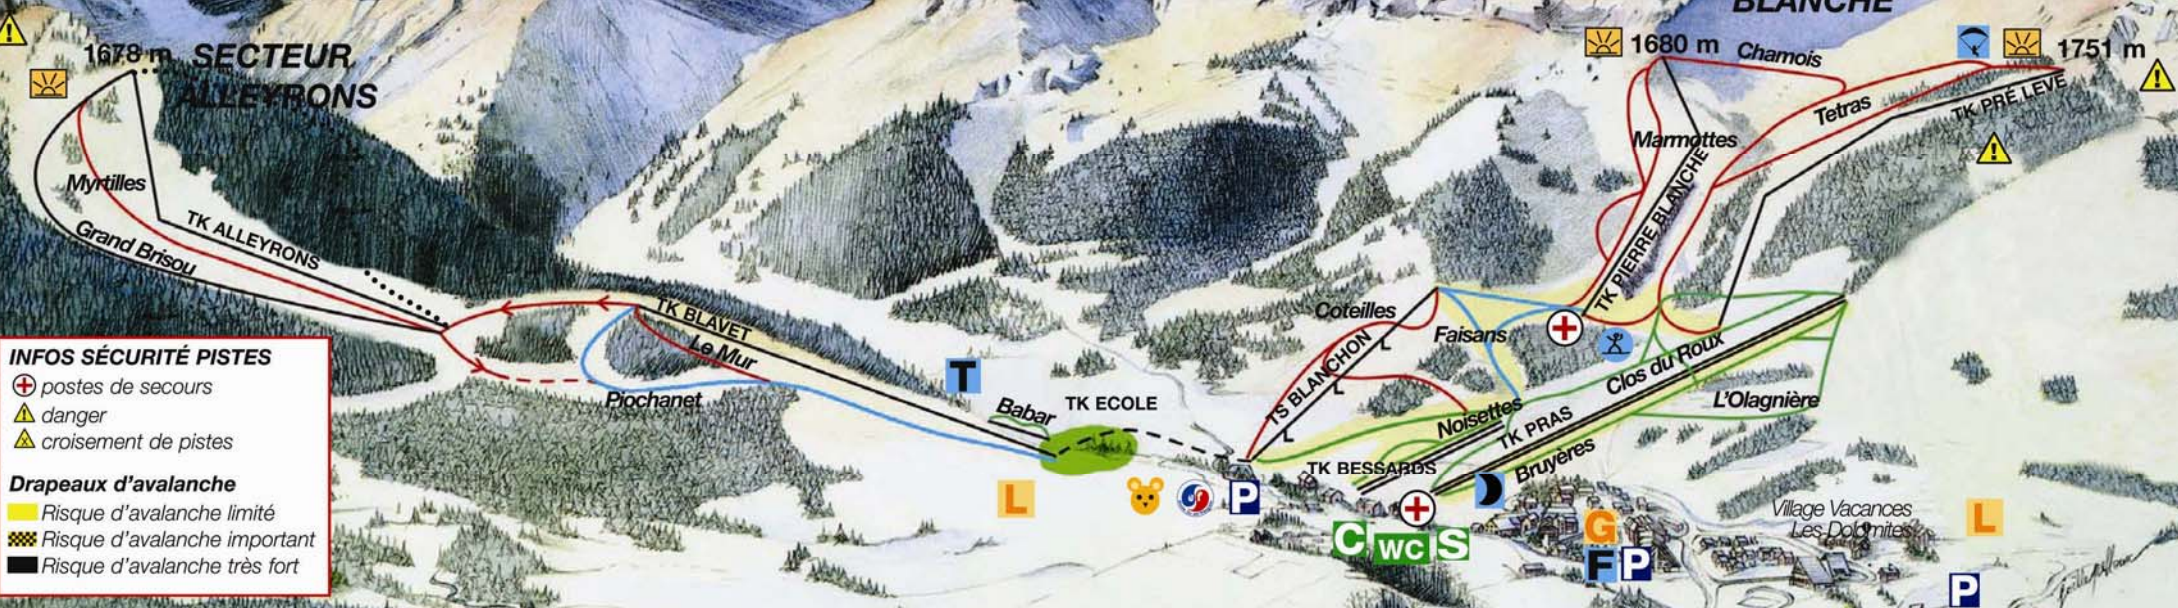 BLANCHE
1678 m
SECTEUR
ALLEYRONS
1680 m
Chamois
1751 m
TK PRÉ LEVÉ
Tetras
Marmottes
TK PIERRE BLANCHE
Myrtilles
TK ALLEYRONS
Grand Brisou
TK BLAVET
Le Mur
Piochanet
T
Babar
TK ECOLE
Coteilles
TS BLANCHON
Faisans
Noisettes
Clos du Roux
L'Olagnière
TK PRAS
TK BESSARDS
Bruyères
L
P
C
WC
S
G
F
P
Village Vacances
Les Dolomites
L
P
INFOS SÉCURITÉ PISTES
postes de secours
danger
croisement de pistes
Drapeaux d'avalanche
Risque d'avalanche limité
Risque d'avalanche important
Risque d'avalanche très fort